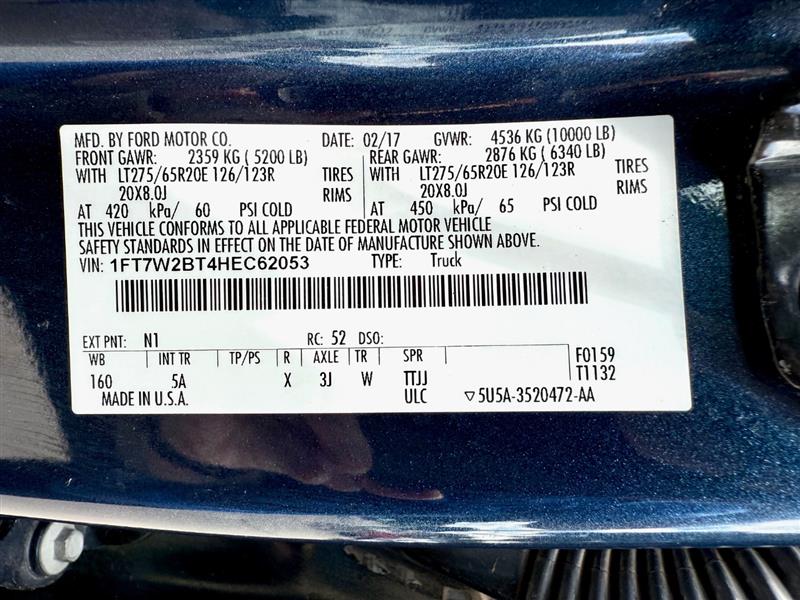 MFD. BY FORD MOTOR CO. DATE: 02/17 GVWR: 4536 KG (10000 LB)
FRONT GAWR: 2359 KG ( 5200 LB) REAR GAWR: 2876 KG ( 6340 LB)
WITH LT275/65R20E 126/123R TIRES WITH LT275/65R20E 126/123R TIRES
20X8.0J RIMS 20X8.0J RIMS
AT 420 kPa/ 60 PSI COLD AT 450 kPa/ 65 PSI COLD
THIS VEHICLE CONFORMS TO ALL APPLICABLE FEDERAL MOTOR VEHICLE
SAFETY STANDARDS IN EFFECT ON THE DATE OF MANUFACTURE SHOWN ABOVE.
VIN: 1FT7W2BT4HEC62053 TYPE: Truck
EXT PNT: N1 RC: 52 DSO:
WB INT TR TP/PS R AXLE TR SPR F0159
160 5A X 3J W TTJJ T1132
MADE IN U.S.A. ULC ▽5U5A-3520472-AA